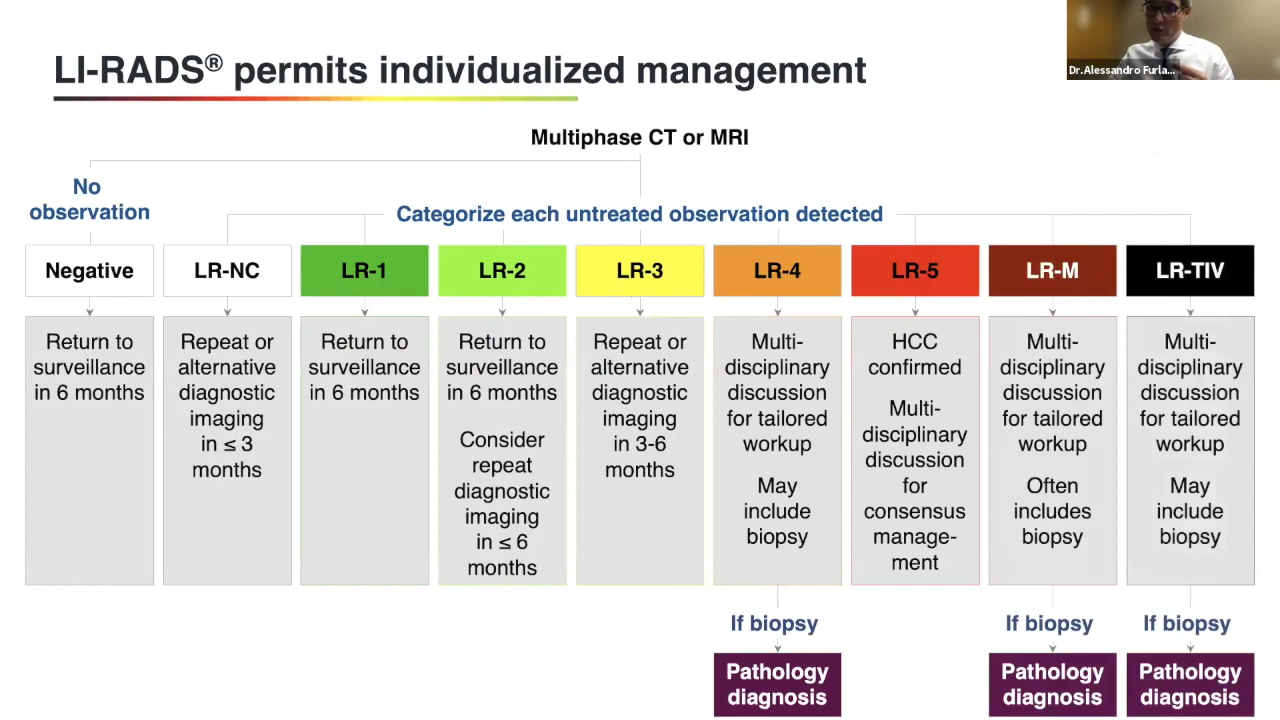 LI-RADS® permits individualized management
Dr.Alessandro Furla...
Multiphase CT or MRI
No
observation
Categorize each untreated observation detected
Negative
LR-NC
LR-1
LR-2
LR-3
LR-4
LR-5
LR-M
LR-TIV
Return to
surveillance
in 6 months
Repeat or
alternative
diagnostic
imaging
in ≤ 3
months
Return to
surveillance
in 6 months
Return to
surveillance
in 6 months
Consider
repeat
diagnostic
imaging
in ≤ 6
months
Repeat or
alternative
diagnostic
imaging
in 3-6
months
Multi-
disciplinary
discussion
for tailored
workup
May
include
biopsy
HCC
confirmed
Multi-
disciplinary
discussion
for
consensus
manage-
ment
Multi-
disciplinary
discussion
for tailored
workup
Often
includes
biopsy
Multi-
disciplinary
discussion
for tailored
workup
May
include
biopsy
If biopsy
If biopsy
If biopsy
Pathology
diagnosis
Pathology
diagnosis
Pathology
diagnosis